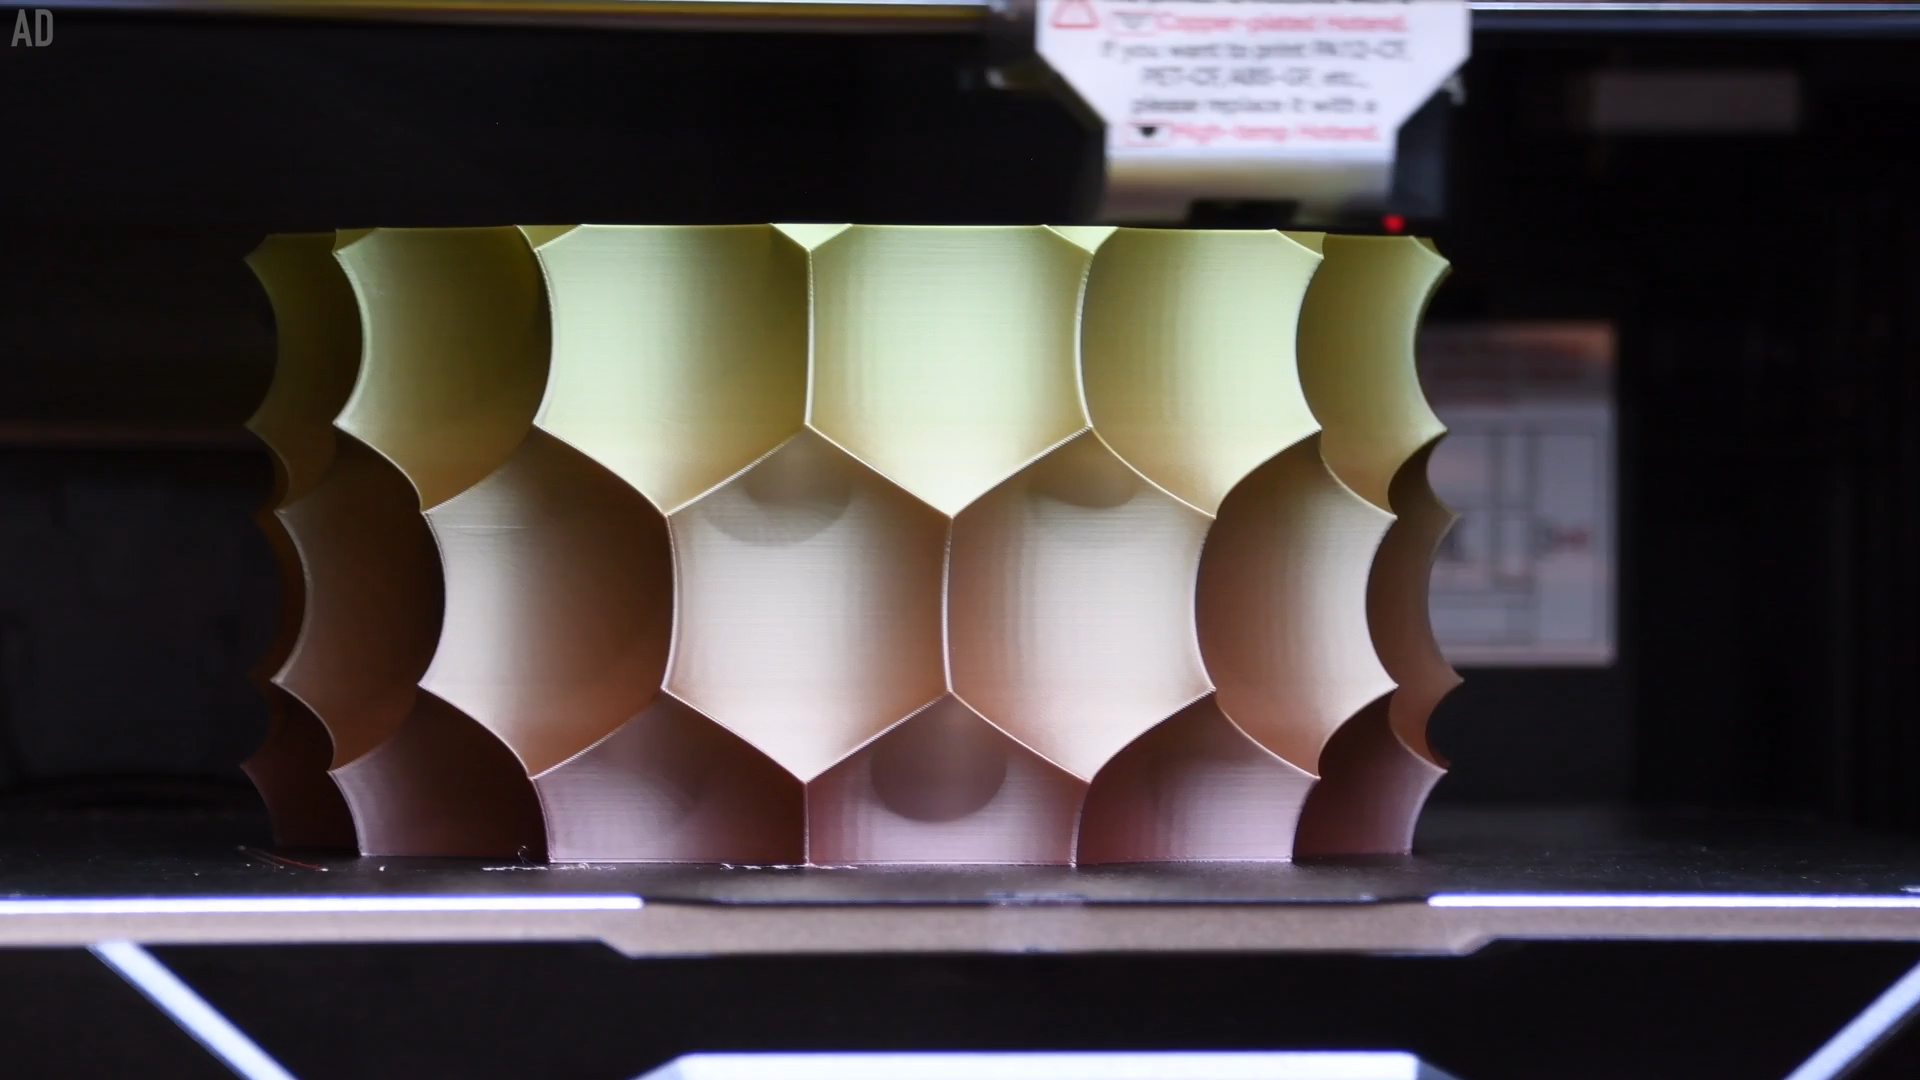 AD
Copper-plated Hotend.
If you want to print PA12-CF,
PET-CF, ABS-GF, etc.,
please replace it with a
High-temp Hotend.